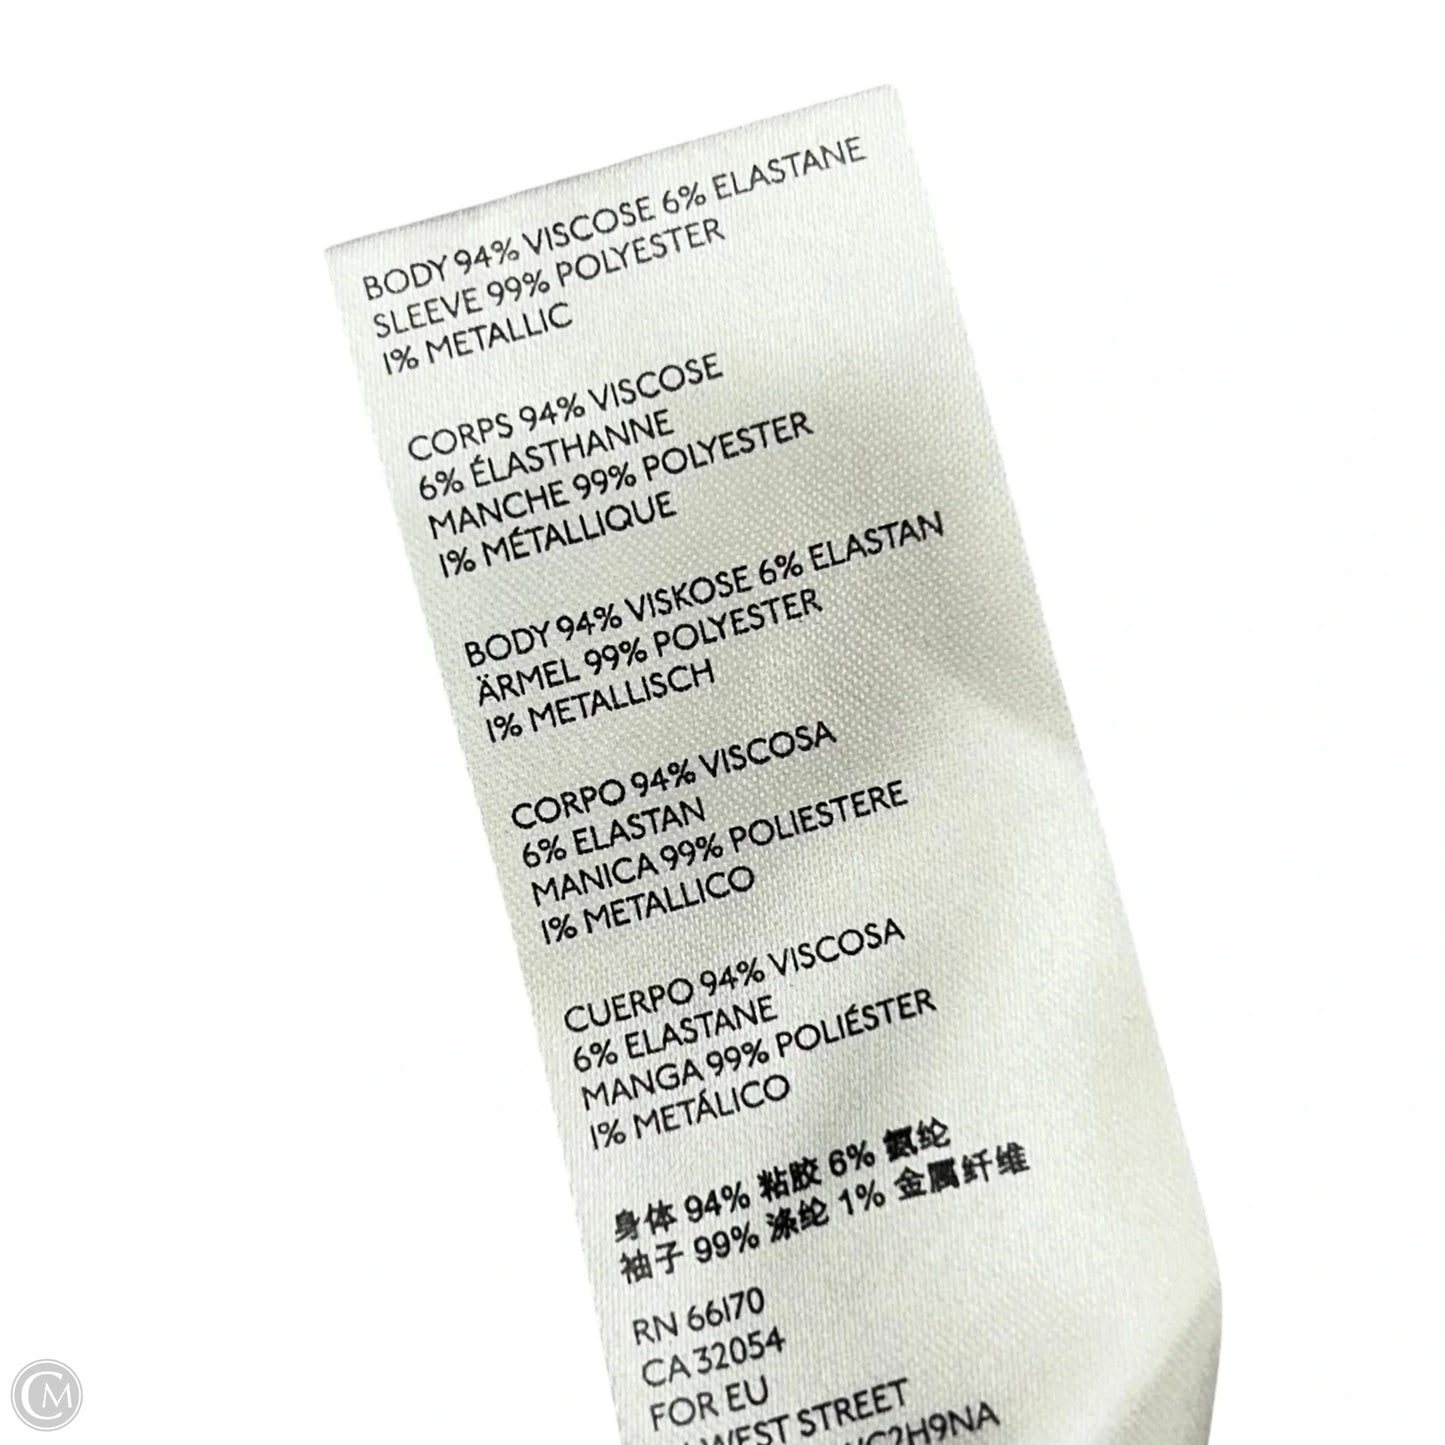 BODY 94% VISCOSE 6% ELASTANE
SLEEVE 99% POLYESTER
1% METALLIC
CORPS 94% VISCOSE
6% ÉLASTHANNE
MANCHE 99% POLYESTER
1% MÉTALLIQUE
BODY 94% VISKOSE 6% ELASTAN
ÄRMEL 99% POLYESTER
1% METALLISCH
CORPO 94% VISCOSA
6% ELASTAN
MANICA 99% POLIESTERE
1% METALLICO
CUERPO 94% VISCOSA
6% ELASTANE
MANGA 99% POLIÉSTER
1% METÁLICO
身体 94% 粘胶 6% 氨纶
袖子 99% 涤纶 1% 金属纤维
RN 66170
CA 32054
FOR EU
WEST STREET
CM